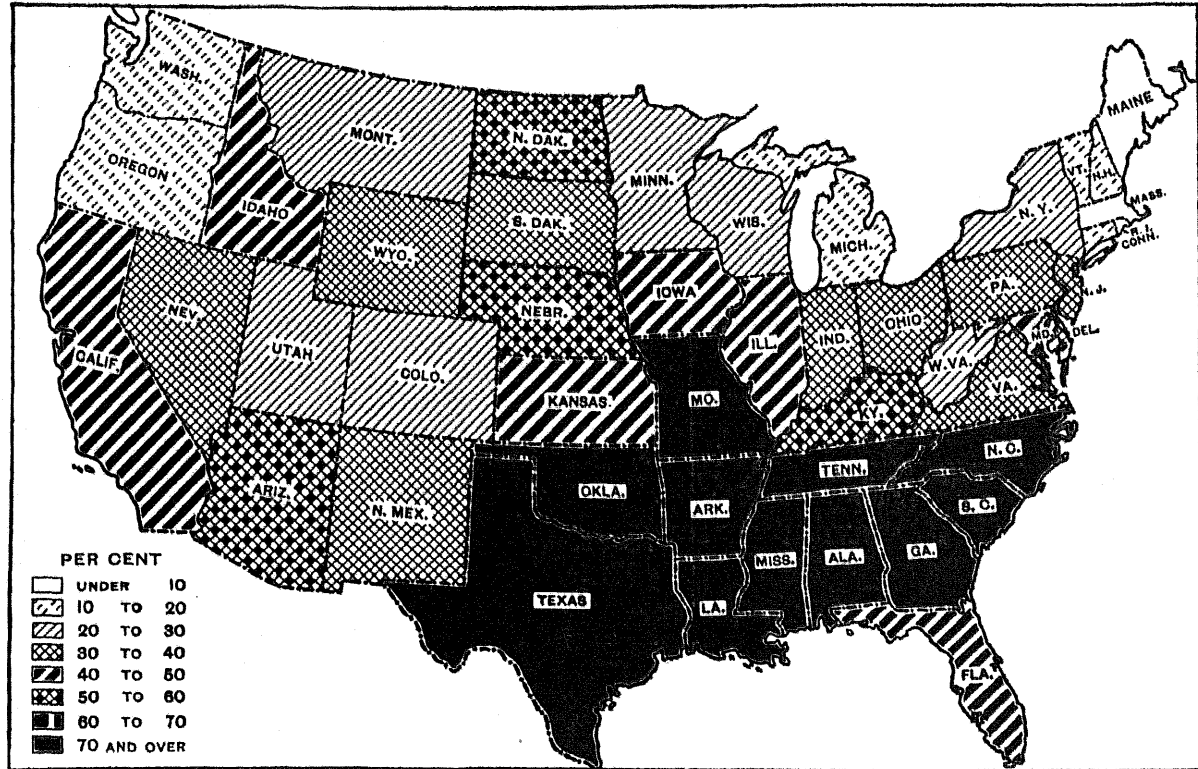 WASH.
OREGON
CALIF.
IDAHO
NEV.
MONT.
WYO.
UTAH
ARIZ.
COLO.
N. MEX.
N. DAK.
S. DAK.
NEBR.
KANSAS.
OKLA.
TEXAS
MINN.
IOWA
MO.
ARK.
LA.
WIS.
ILL.
MICH.
IND.
OHIO
KY.
TENN.
MISS.
ALA.
GA.
FLA.
S. C.
N. C.
VA.
W. VA.
PA.
N. Y.
VT.
N.H.
MAINE
MASS.
R. I.
CONN.
N. J.
DEL.
MD.
PER CENT
UNDER 10
10 TO 20
20 TO 30
30 TO 40
40 TO 50
50 TO 60
60 TO 70
70 AND OVER